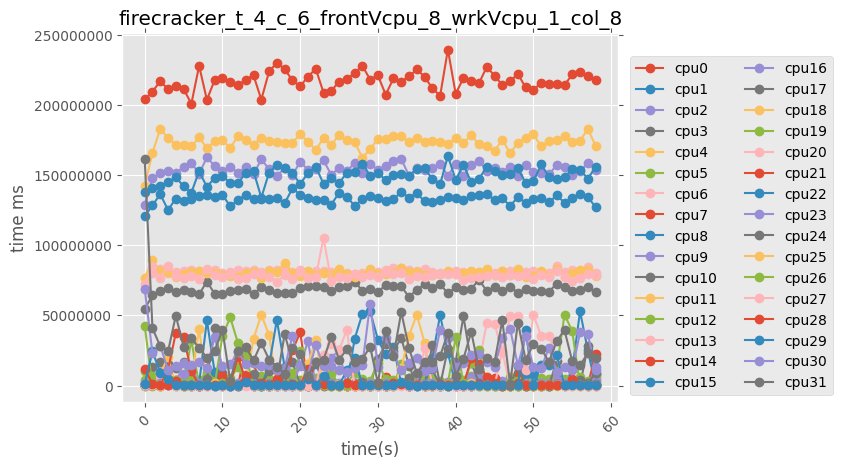 firecracker_t_4_c_6_frontVcpu_8_wrkVcpu_1_col_8
250000000
200000000
150000000
100000000
50000000
0
time ms
0
10
20
30
40
50
60
time(s)
cpu0
cpu1
cpu2
cpu3
cpu4
cpu5
cpu6
cpu7
cpu8
cpu9
cpu10
cpu11
cpu12
cpu13
cpu14
cpu15
cpu16
cpu17
cpu18
cpu19
cpu20
cpu21
cpu22
cpu23
cpu24
cpu25
cpu26
cpu27
cpu28
cpu29
cpu30
cpu31